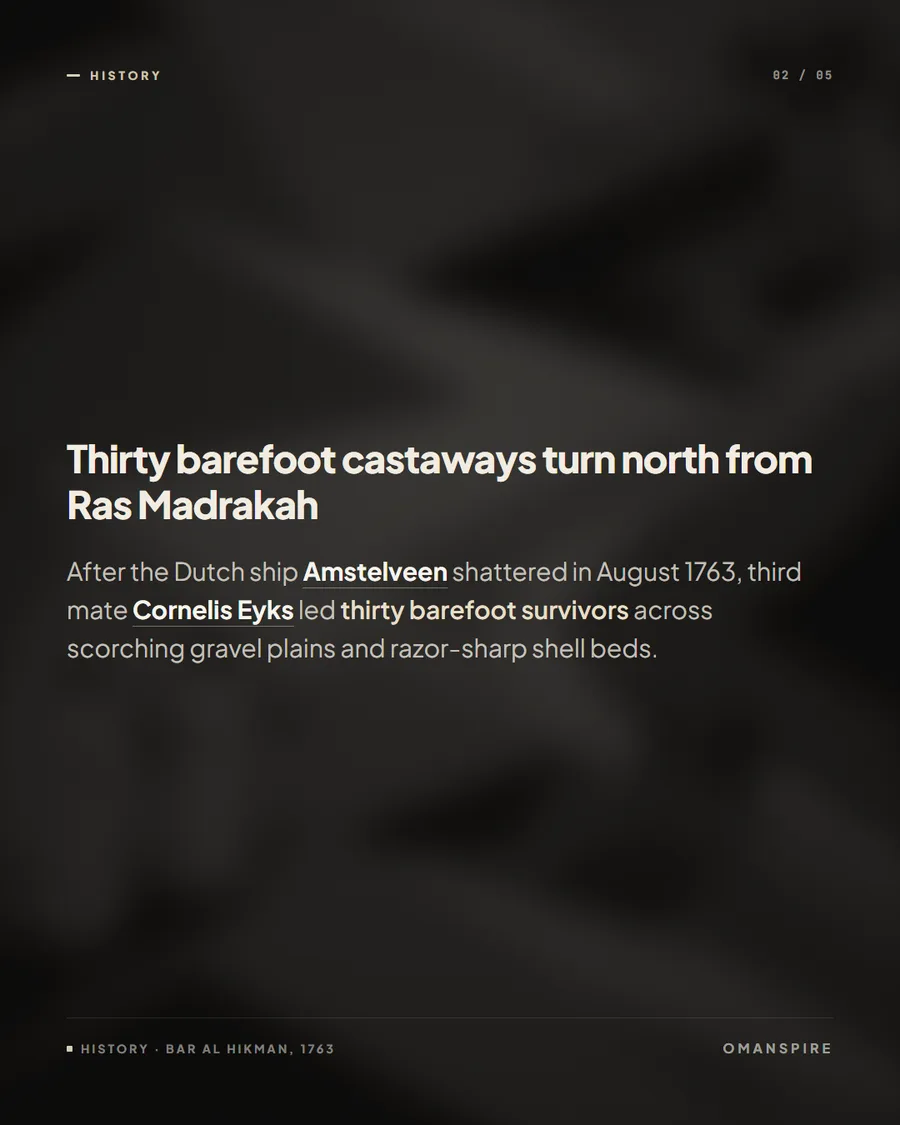 — HISTORY
02 / 05
Thirty barefoot castaways turn north from
Ras Madrakah
After the Dutch ship Amstelveen shattered in August 1763, third
mate Cornelis Eyks led thirty barefoot survivors across
scorching gravel plains and razor-sharp shell beds.
HISTORY · BAR AL HIKMAN, 1763
OMANSPIRE